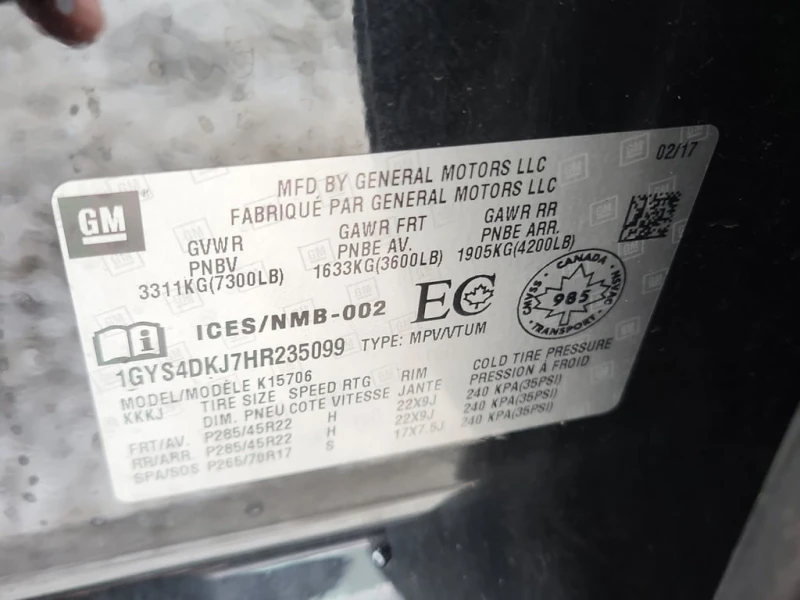 GM
02/17
MFD BY GENERAL MOTORS LLC
FABRIQUÉ PAR GENERAL MOTORS LLC
GVWR GAWR FRT GAWR RR
PNBV PNBE AV. PNBE ARR.
3311KG(7300LB) 1633KG(3600LB) 1905KG(4200LB)
ICES/NMB-002 EC
CANADA
CMVSS 985 NSVAC
TRANSPORT
1GYS4DKJ7HR235099 TYPE: MPV/VTUM
MODEL/MODÈLE K15706
KKKJ TIRE SIZE SPEED RTG RIM COLD TIRE PRESSURE
DIM. PNEU COTE VITESSE JANTE PRESSION A FROID
FRT/AV. P285/45R22 H 22X9J 240 KPA(35PSI)
RR/ARR. P285/45R22 H 22X9J 240 KPA(35PSI)
SPA/SOS P265/70R17 S 17X7.5J 240 KPA(35PSI)